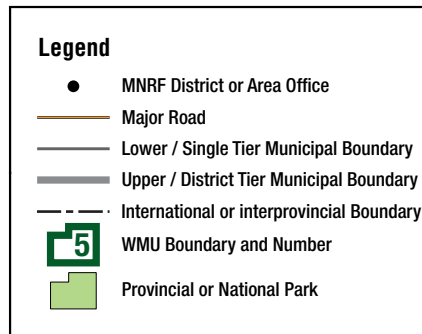 Legend
MNRF District or Area Office
Major Road
Lower / Single Tier Municipal Boundary
Upper / District Tier Municipal Boundary
International or interprovincial Boundary
5 WMU Boundary and Number
Provincial or National Park